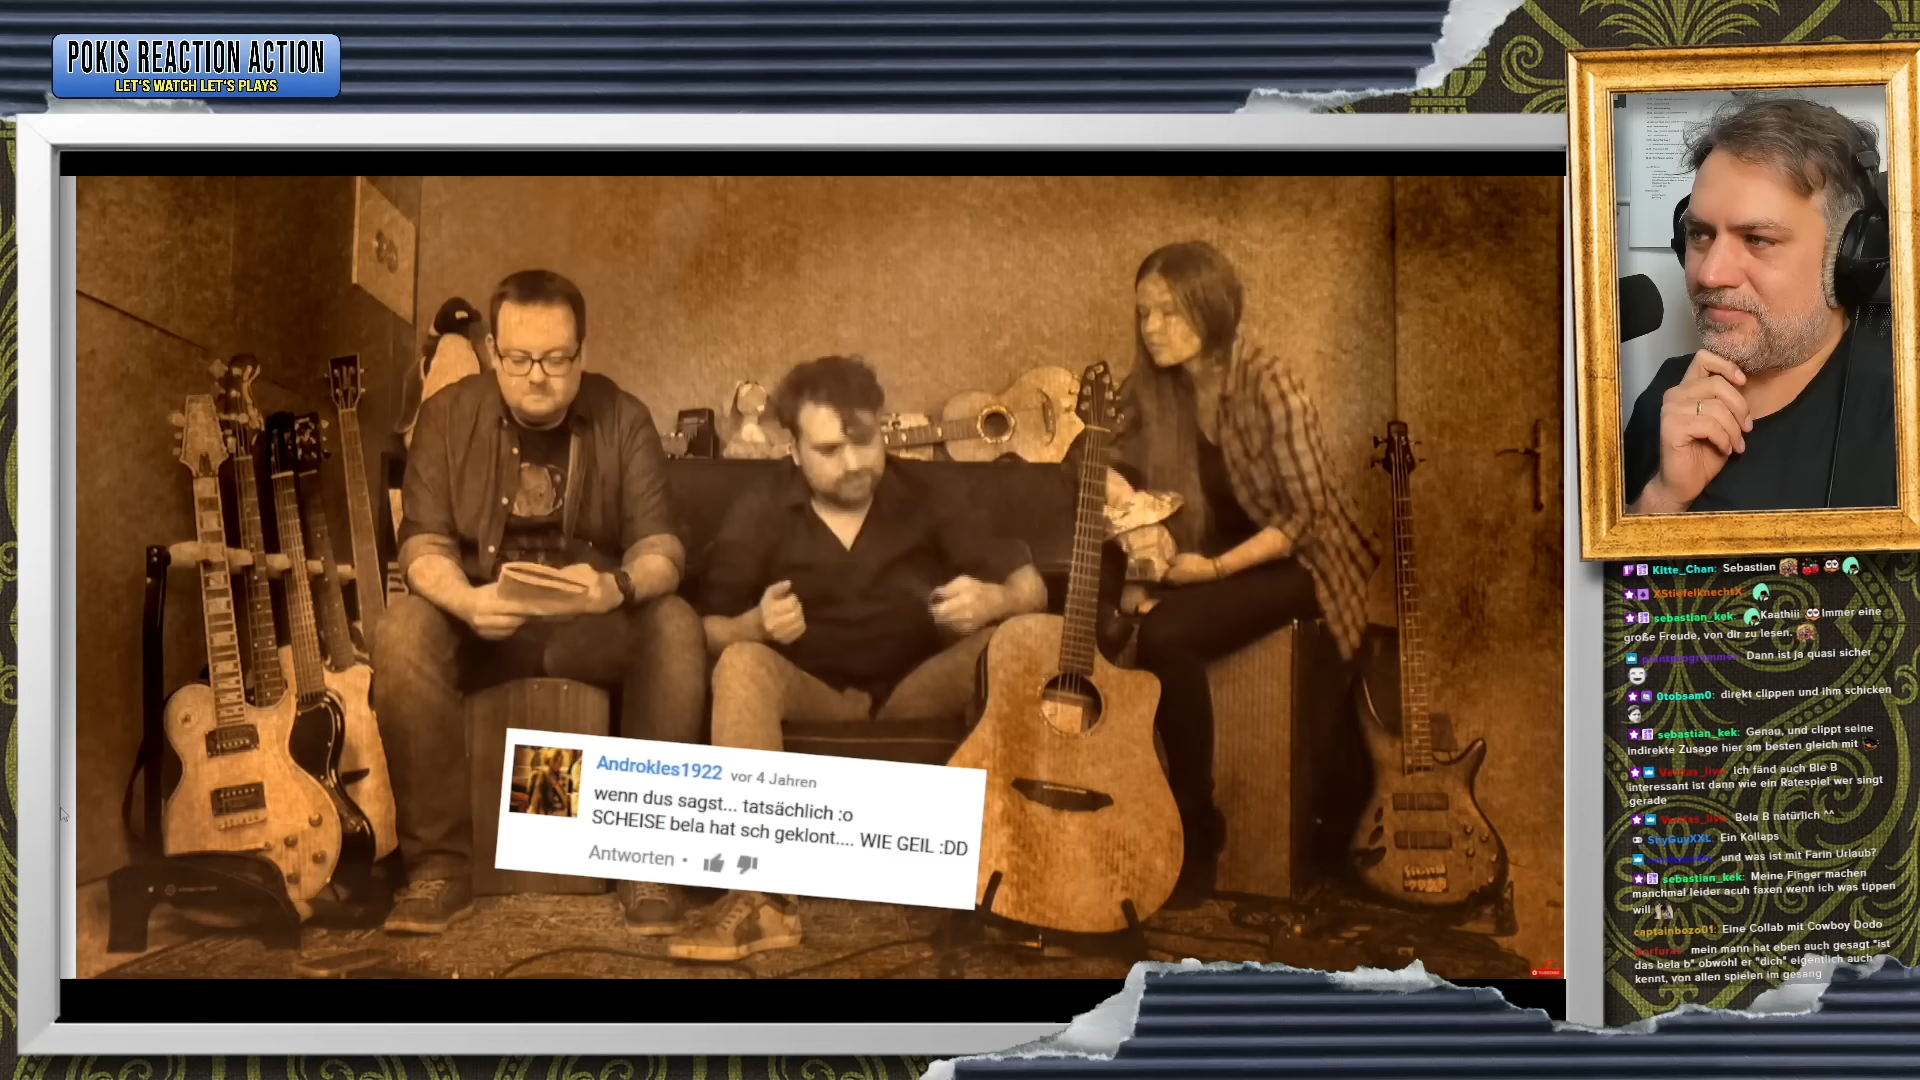 POKIS REACTION ACTION
LET'S WATCH LET'S PLAYS
Androkles1922 vor 4 Jahren
wenn dus sagst... tatsächlich :o
SCHEISE bela hat sch geklont.... WIE GEIL :DD
Antworten •
Kitte_Chan: Sebastian
XStiefelknechtX:
sebastian_kek: Kaathiii Immer eine
große Freude, von dir zu lesen.
Dann ist ja quasi sicher
0tobsam0: direkt clippen und ihm schicken
sebastian_kek: Genau, und clippt seine
indirekte Zusage hier am besten gleich mit
Ich fänd auch Ble B
interessant ist dann wie ein Ratespiel wer singt
gerade
Bela B natürlich ^^
ShyGuyXXL: Ein Kollaps
und was ist mit Farin Urlaub?
sebastian_kek: Meine Finger machen
manchmal leider acuh faxen wenn ich was tippen
will
captainbozo01: Eine Collab mit Cowboy Dodo
mein mann hat eben auch gesagt "ist
das bela b" obwohl er "dich" eigentlich auch
kennt, von allen spielen im gesang